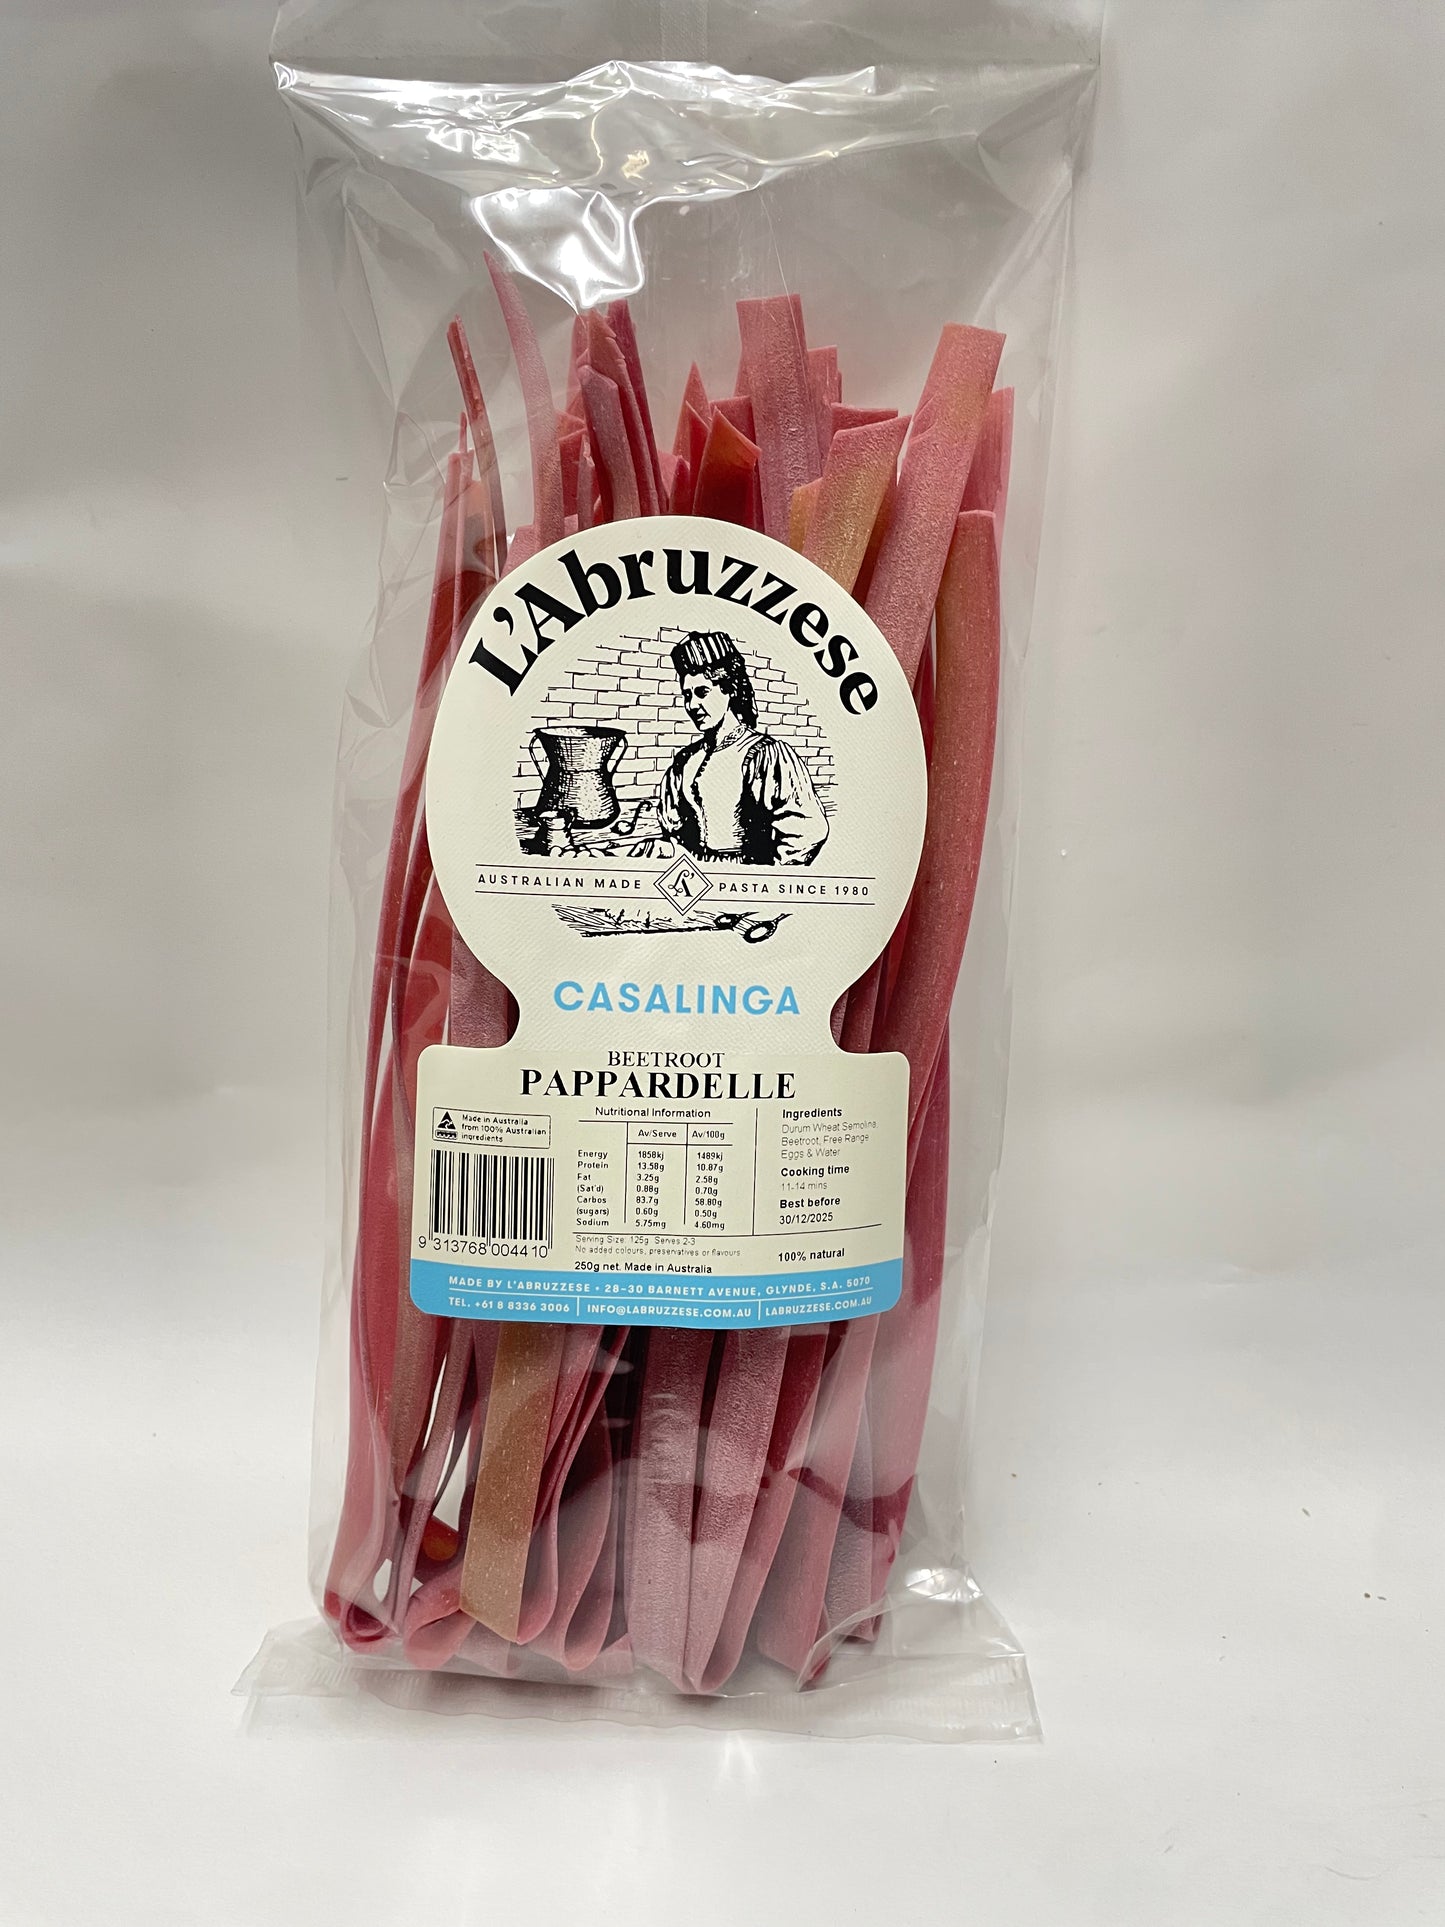 L'Abruzzese
AUSTRALIAN MADE L'A PASTA SINCE 1980
CASALINGA
BEETROOT
PAPPARDELLE
Made in Australia
from 100% Australian
ingredients
9 313768 004410
Nutritional Information
Av/Serve Av/100g
Energy 1858kj 1489kj
Protein 13.58g 10.87g
Fat 3.25g 2.58g
(Sat'd) 0.88g 0.70g
Carbos 83.7g 58.80g
(sugars) 0.60g 0.50g
Sodium 5.75mg 4.60mg
Serving Size: 125g Serves 2-3
No added colours, preservatives or flavours
250g net. Made in Australia
Ingredients
Durum Wheat Semolina,
Beetroot, Free Range
Eggs & Water
Cooking time
11-14 mins
Best before
30/12/2025
100% natural
MADE BY L'ABRUZZESE • 28-30 BARNETT AVENUE, GLYNDE, S.A. 5070
TEL. +61 8 8336 3006 | INFO@LABRUZZESE.COM.AU | LABRUZZESE.COM.AU